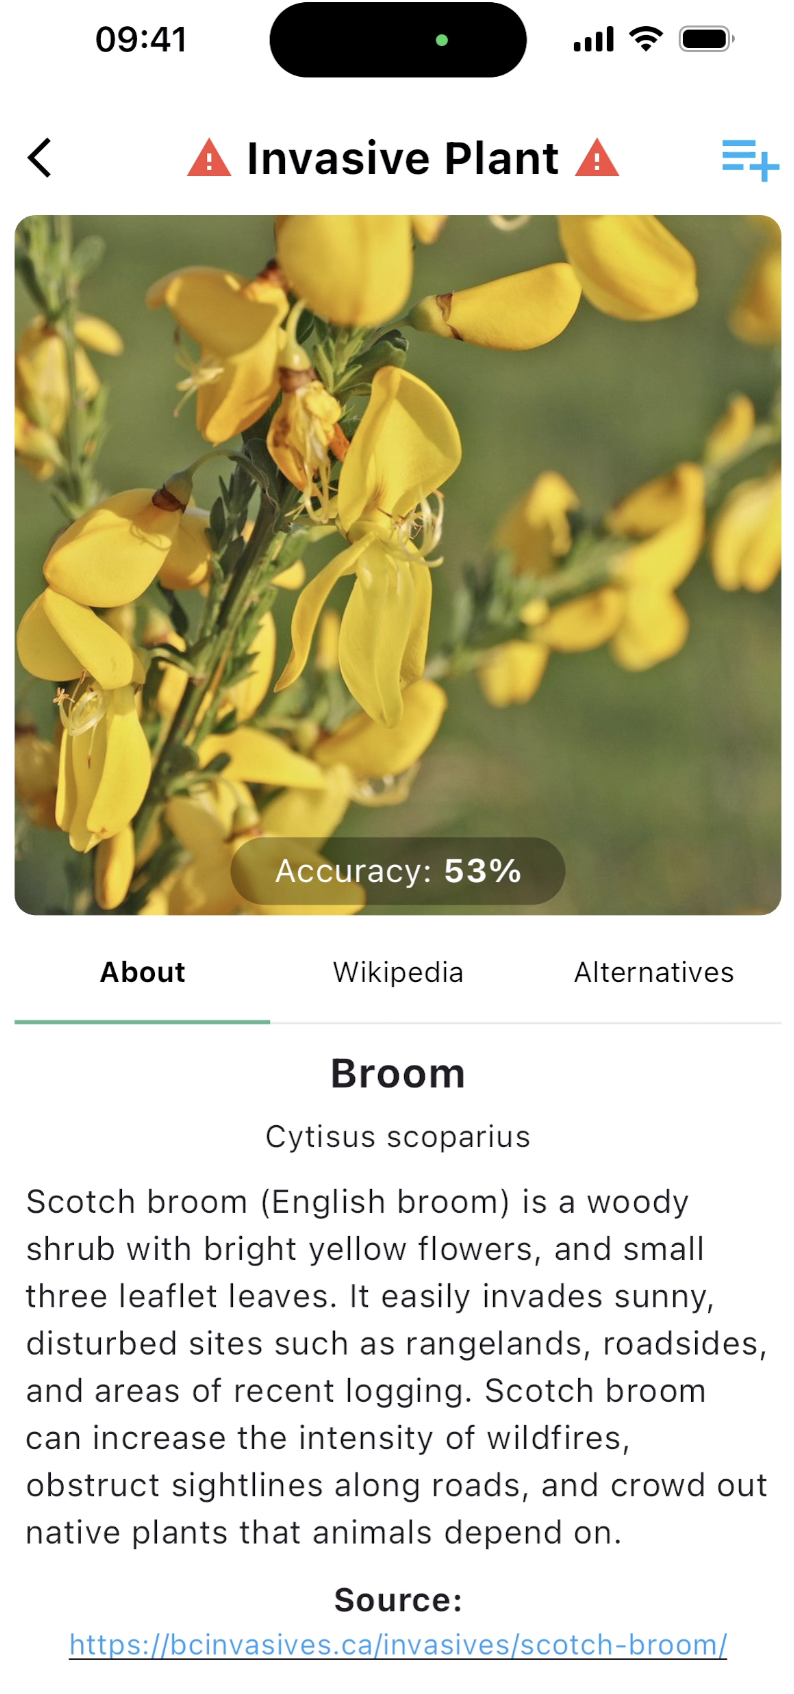 09:41
Invasive Plant
Accuracy: 53%
About Wikipedia Alternatives
Broom
Cytisus scoparius
Scotch broom (English broom) is a woody
shrub with bright yellow flowers, and small
three leaflet leaves. It easily invades sunny,
disturbed sites such as rangelands, roadsides,
and areas of recent logging. Scotch broom
can increase the intensity of wildfires,
obstruct sightlines along roads, and crowd out
native plants that animals depend on.
Source:
https://bcinvasives.ca/invasives/scotch-broom/